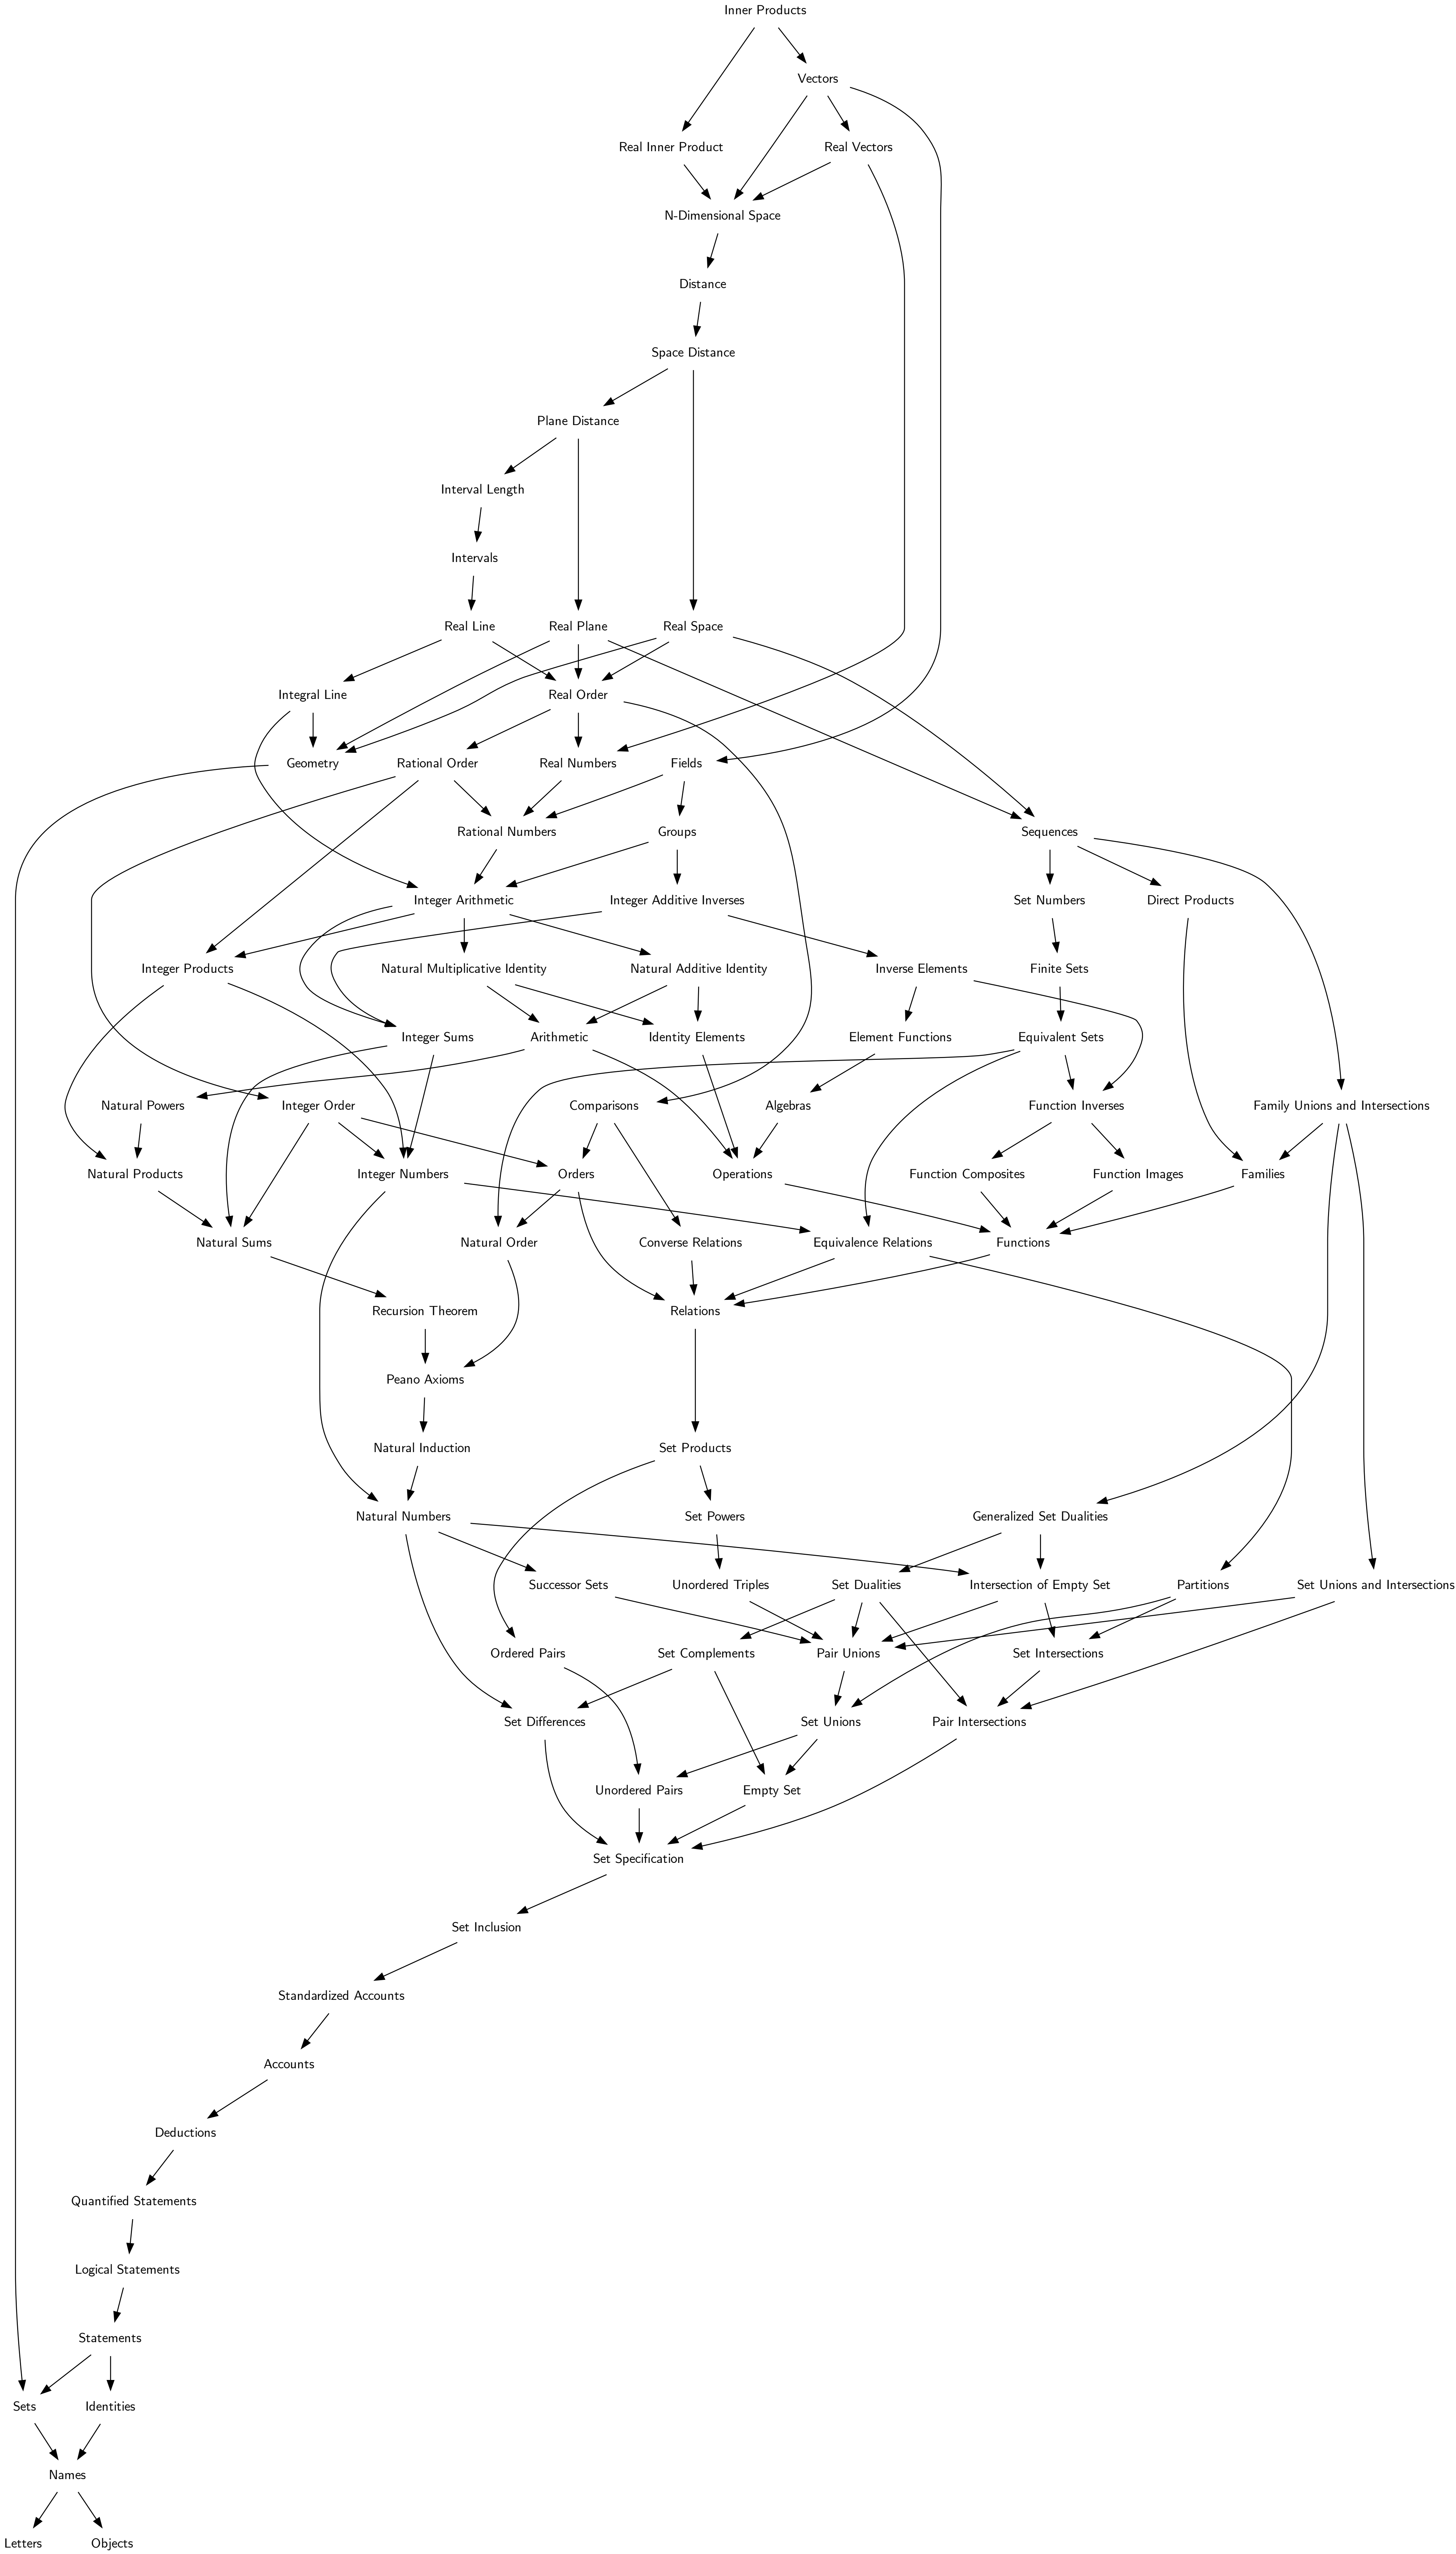 Inner Products
Vectors
Real Inner Product
Real Vectors
N-Dimensional Space
Distance
Space Distance
Plane Distance
Interval Length
Intervals
Real Line
Real Plane
Real Space
Integral Line
Real Order
Geometry
Rational Order
Real Numbers
Fields
Rational Numbers
Groups
Sequences
Integer Arithmetic
Integer Additive Inverses
Set Numbers
Direct Products
Integer Products
Natural Multiplicative Identity
Natural Additive Identity
Inverse Elements
Finite Sets
Integer Sums
Arithmetic
Identity Elements
Element Functions
Equivalent Sets
Natural Powers
Integer Order
Comparisons
Algebras
Function Inverses
Family Unions and Intersections
Natural Products
Integer Numbers
Orders
Operations
Function Composites
Function Images
Families
Natural Sums
Natural Order
Converse Relations
Equivalence Relations
Functions
Recursion Theorem
Relations
Peano Axioms
Natural Induction
Set Products
Natural Numbers
Set Powers
Generalized Set Dualities
Successor Sets
Unordered Triples
Set Dualities
Intersection of Empty Set
Partitions
Set Unions and Intersections
Ordered Pairs
Set Complements
Pair Unions
Set Intersections
Set Differences
Set Unions
Pair Intersections
Unordered Pairs
Empty Set
Set Specification
Set Inclusion
Standardized Accounts
Accounts
Deductions
Quantified Statements
Logical Statements
Statements
Sets
Identities
Names
Letters
Objects